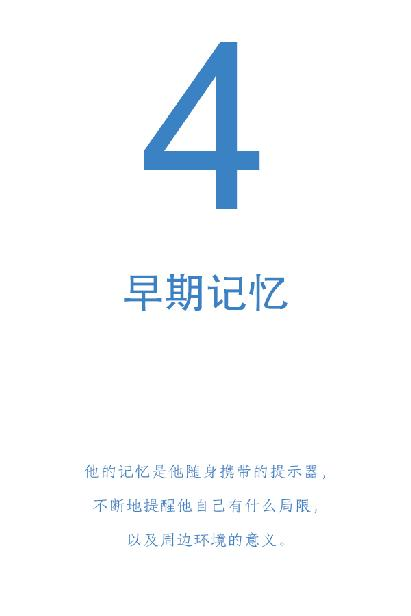 4
早期记忆
他的记忆是他随身携带的提示器，
不断地提醒他自己有什么局限，
以及周边环境的意义。